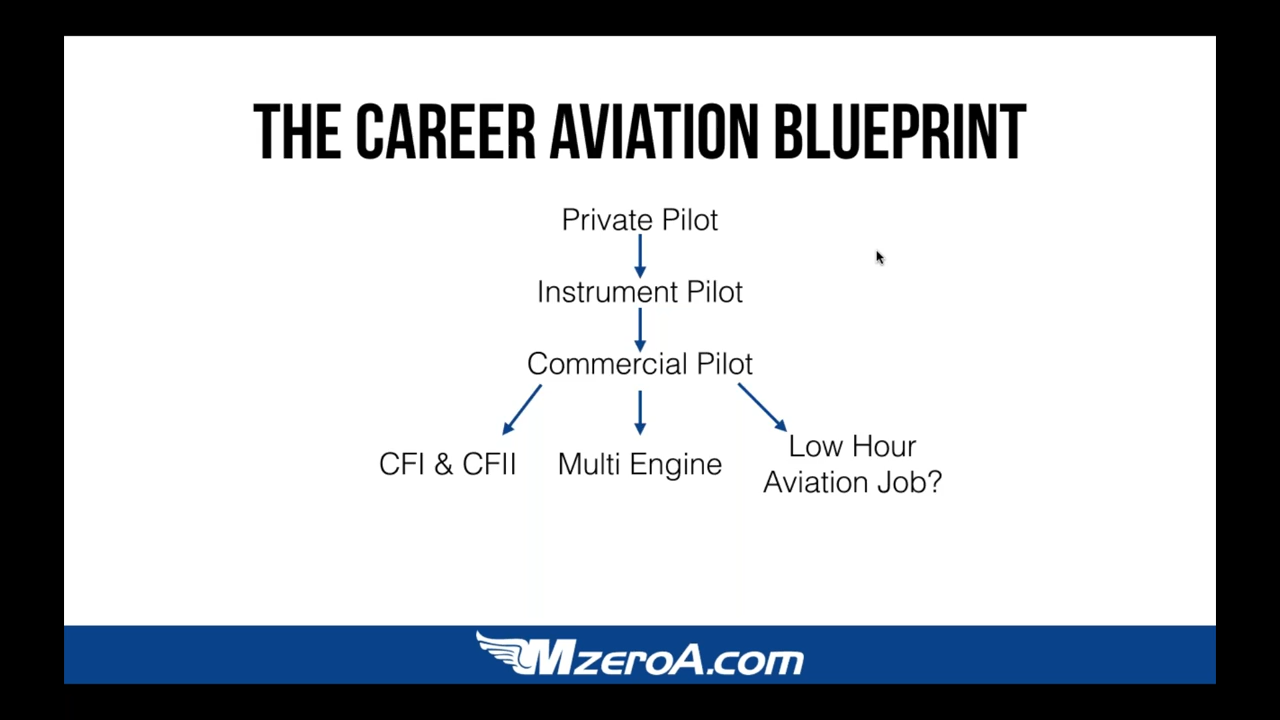 THE CAREER AVIATION BLUEPRINT
Private Pilot
Instrument Pilot
Commercial Pilot
CFI & CFII
Multi Engine
Low Hour
Aviation Job?
MzeroA.com